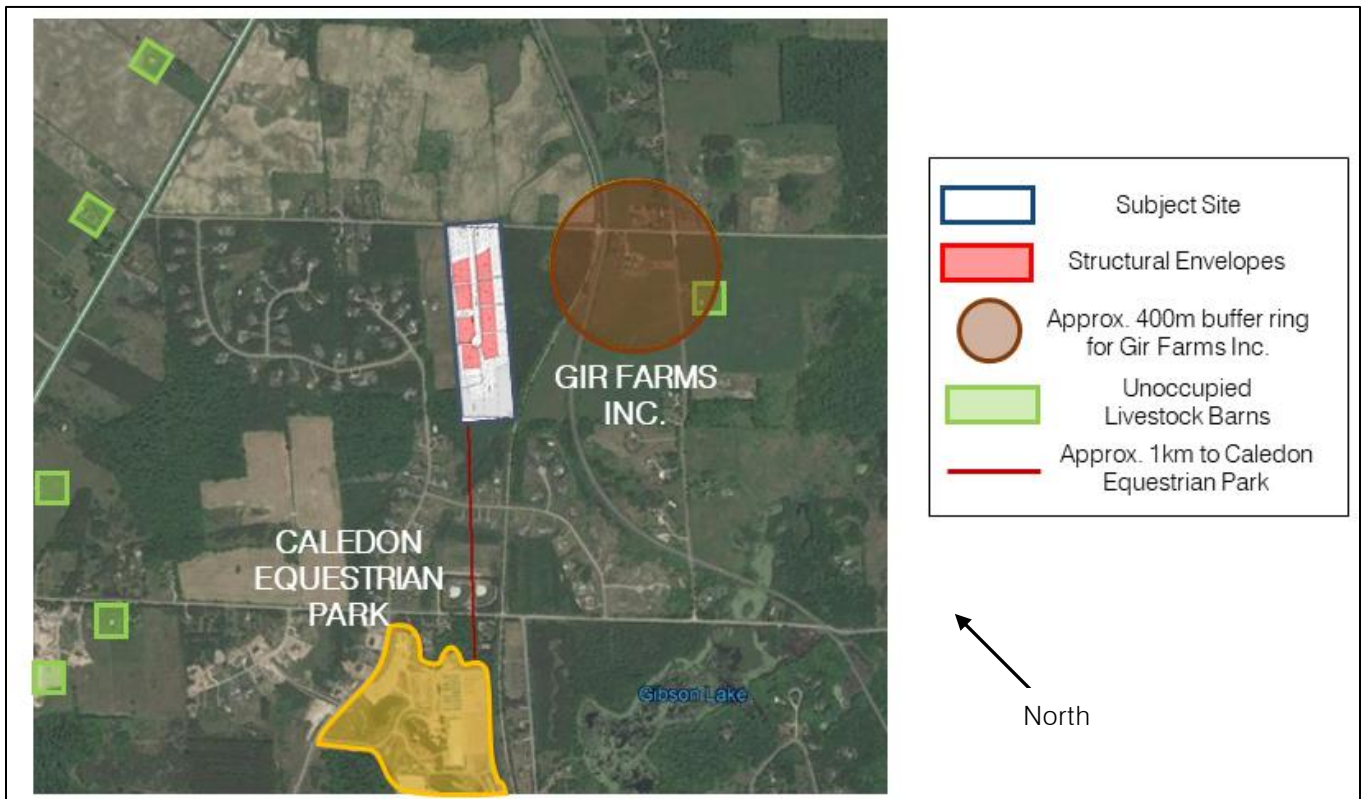 GIR FARMS
INC.
CALEDON
EQUESTRIAN
PARK
Gibson Lake
Subject Site
Structural Envelopes
Approx. 400m buffer ring
for Gir Farms Inc.
Unoccupied
Livestock Barns
Approx. 1km to Caledon
Equestrian Park
North